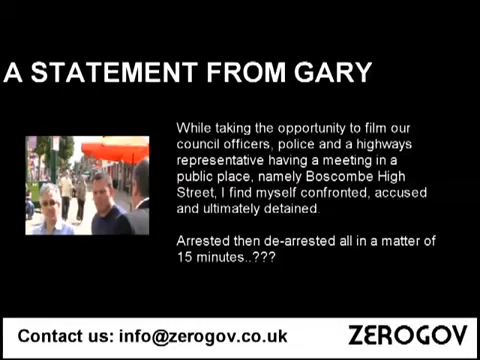 A STATEMENT FROM GARY
While taking the opportunity to film our
council officers, police and a highways
representative having a meeting in a
public place, namely Boscombe High
Street, I find myself confronted, accused
and ultimately detained.
Arrested then de-arrested all in a matter of
15 minutes..???
Contact us: info@zerogov.co.uk
ZEROGOV